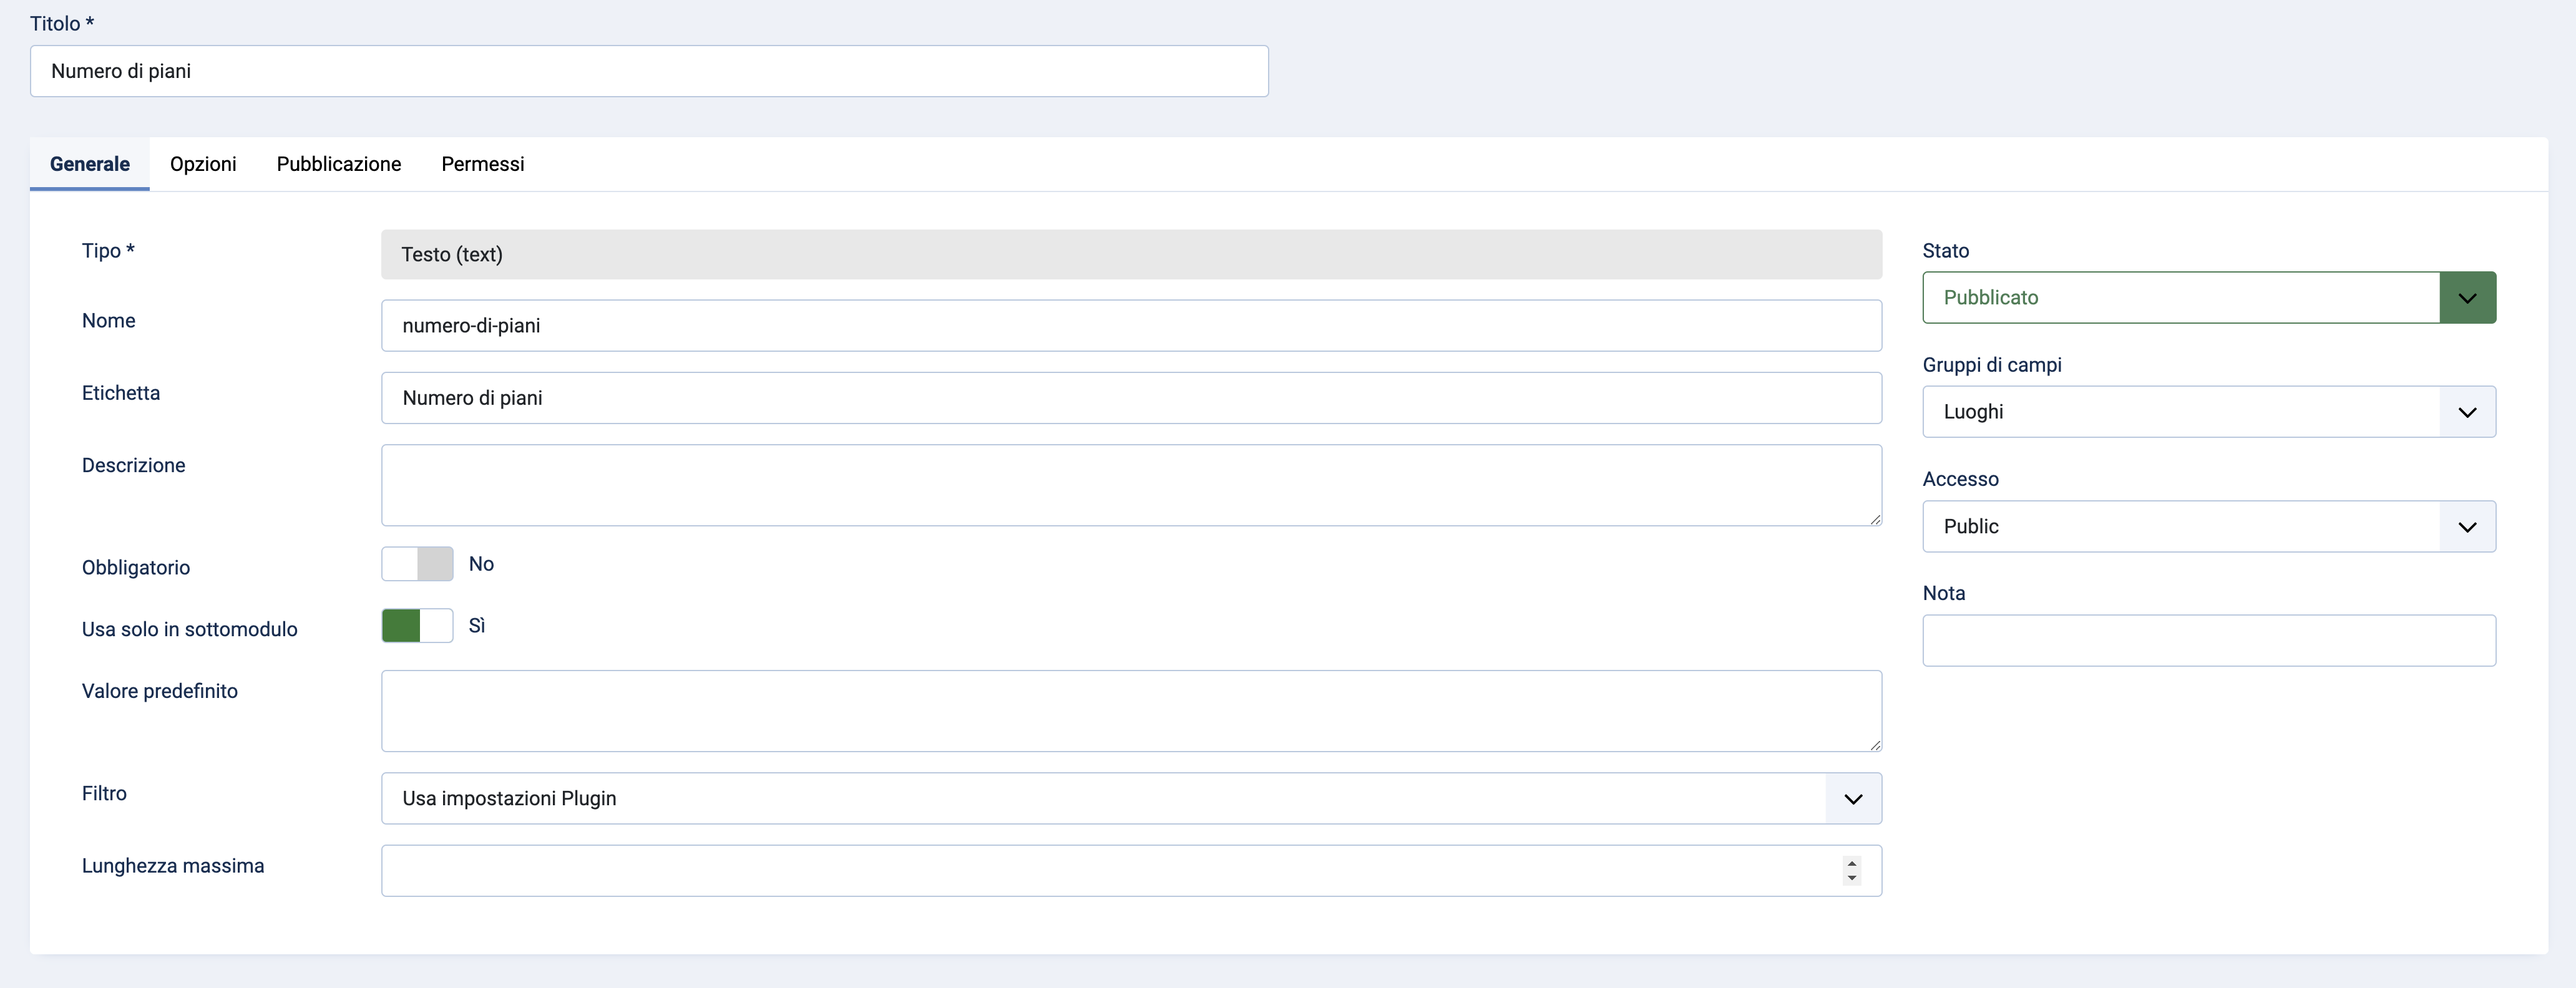 Titolo *
Numero di piani
Generale Opzioni Pubblicazione Permessi
Tipo * Testo (text)
Nome numero-di-piani
Etichetta Numero di piani
Descrizione
Obbligatorio No
Usa solo in sottomodulo Sì
Valore predefinito
Filtro Usa impostazioni Plugin
Lunghezza massima
Stato
Pubblicato
Gruppi di campi
Luoghi
Accesso
Public
Nota